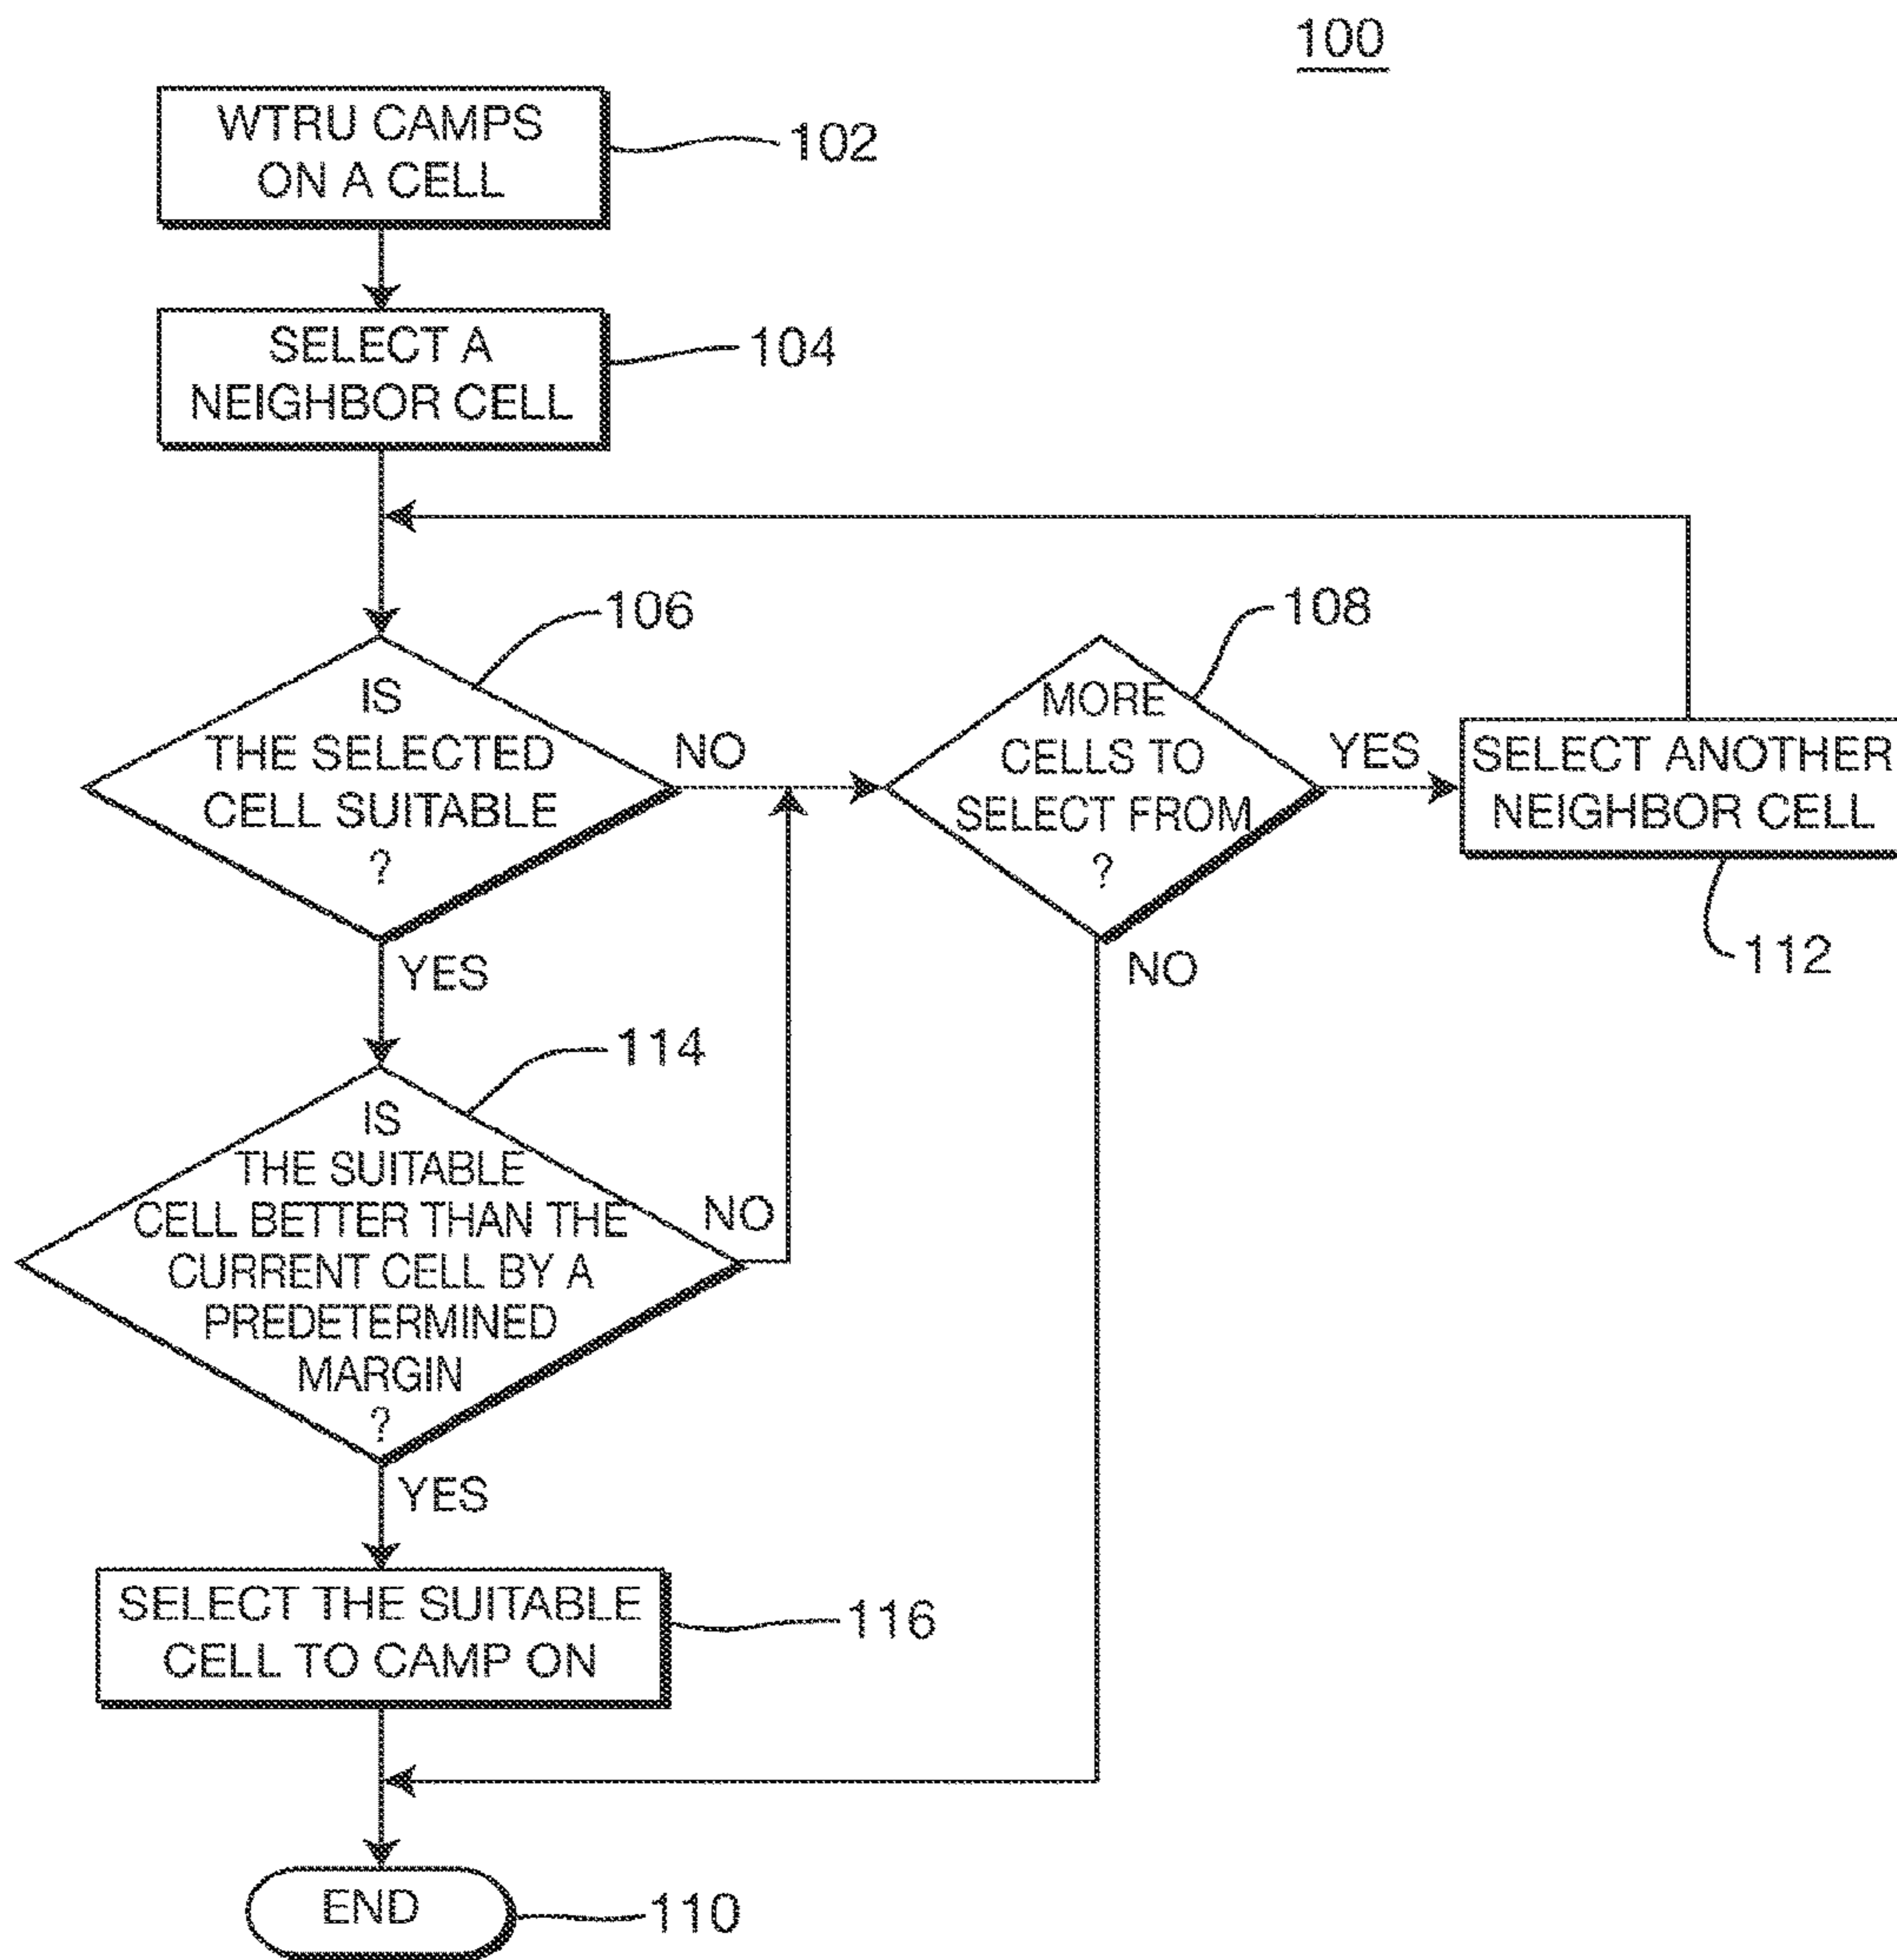 100
WTRU CAMPS
ON A CELL
102
SELECT A
NEIGHBOR CELL
104
106
IS
THE SELECTED
CELL SUITABLE
?
NO
108
MORE
CELLS TO
SELECT FROM
?
YES
SELECT ANOTHER
NEIGHBOR CELL
112
NO
YES
114
IS
THE SUITABLE
CELL BETTER THAN THE
CURRENT CELL BY A
PREDETERMINED
MARGIN
?
NO
YES
SELECT THE SUITABLE
CELL TO CAMP ON
116
END
110